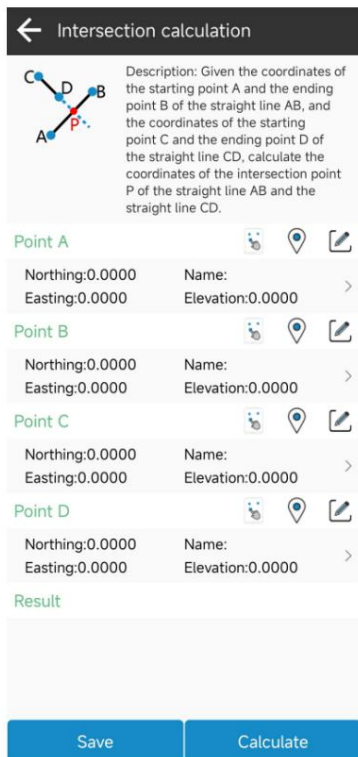 Intersection calculation
C
D
B
P
A
Description: Given the coordinates of
the starting point A and the ending
point B of the straight line AB, and
the coordinates of the starting
point C and the ending point D of
the straight line CD, calculate the
coordinates of the intersection point
P of the straight line AB and the
straight line CD.
Point A
Northing:0.0000 Name:
Easting:0.0000 Elevation:0.0000
Point B
Northing:0.0000 Name:
Easting:0.0000 Elevation:0.0000
Point C
Northing:0.0000 Name:
Easting:0.0000 Elevation:0.0000
Point D
Northing:0.0000 Name:
Easting:0.0000 Elevation:0.0000
Result
Save Calculate